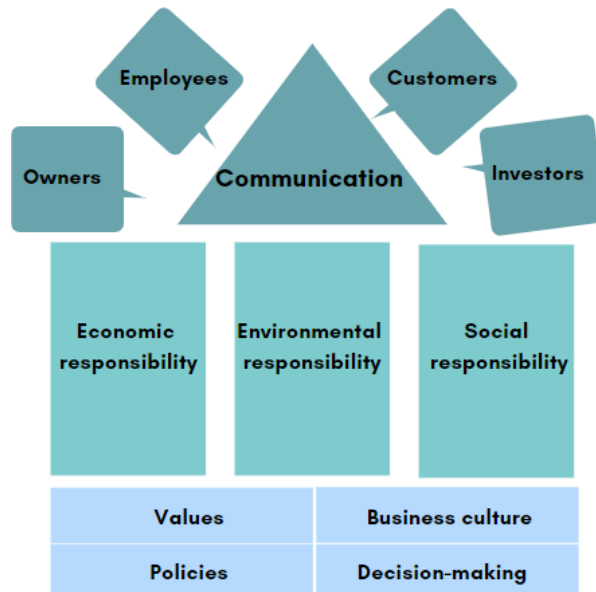 Employees
Customers
Owners
Communication
Investors
Economic
responsibility
Environmental
responsibility
Social
responsibility
Values
Business culture
Policies
Decision-making